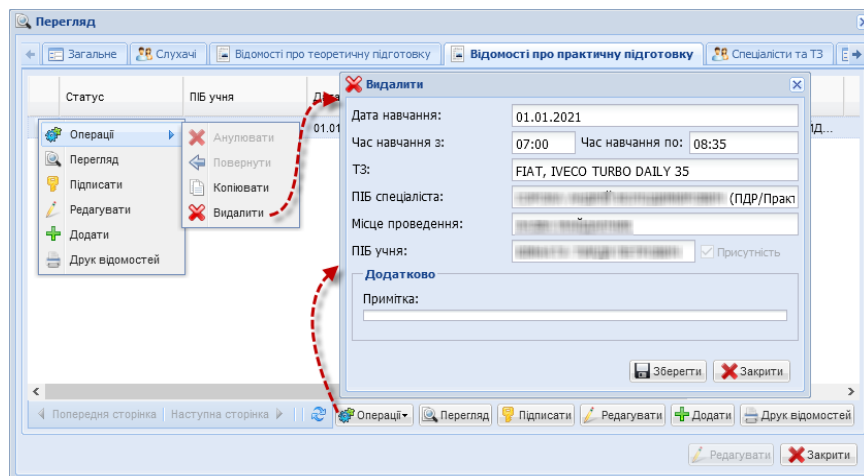 Перегляд
Загальне
Слухачі
Відомості про теоретичну підготовку
Відомості про практичну підготовку
Спеціалісти та ТЗ
Статус
ПІБ учня
Операції
Перегляд
Підписати
Редагувати
Додати
Друк відомостей
Анулювати
Повернути
Копіювати
Видалити
Видалити
Дата навчання: 01.01.2021
Час навчання з: 07:00 Час навчання по: 08:35
ТЗ: FIAT, IVECO TURBO DAILY 35
ПІБ спеціаліста: (ПДР/Практ
Місце проведення:
ПІБ учня: Присутність
Додатково
Примітка:
Зберегти Закрити
Попередня сторінка Наступна сторінка Операції Перегляд Підписати Редагувати Додати Друк відомостей
Редагувати Закрити